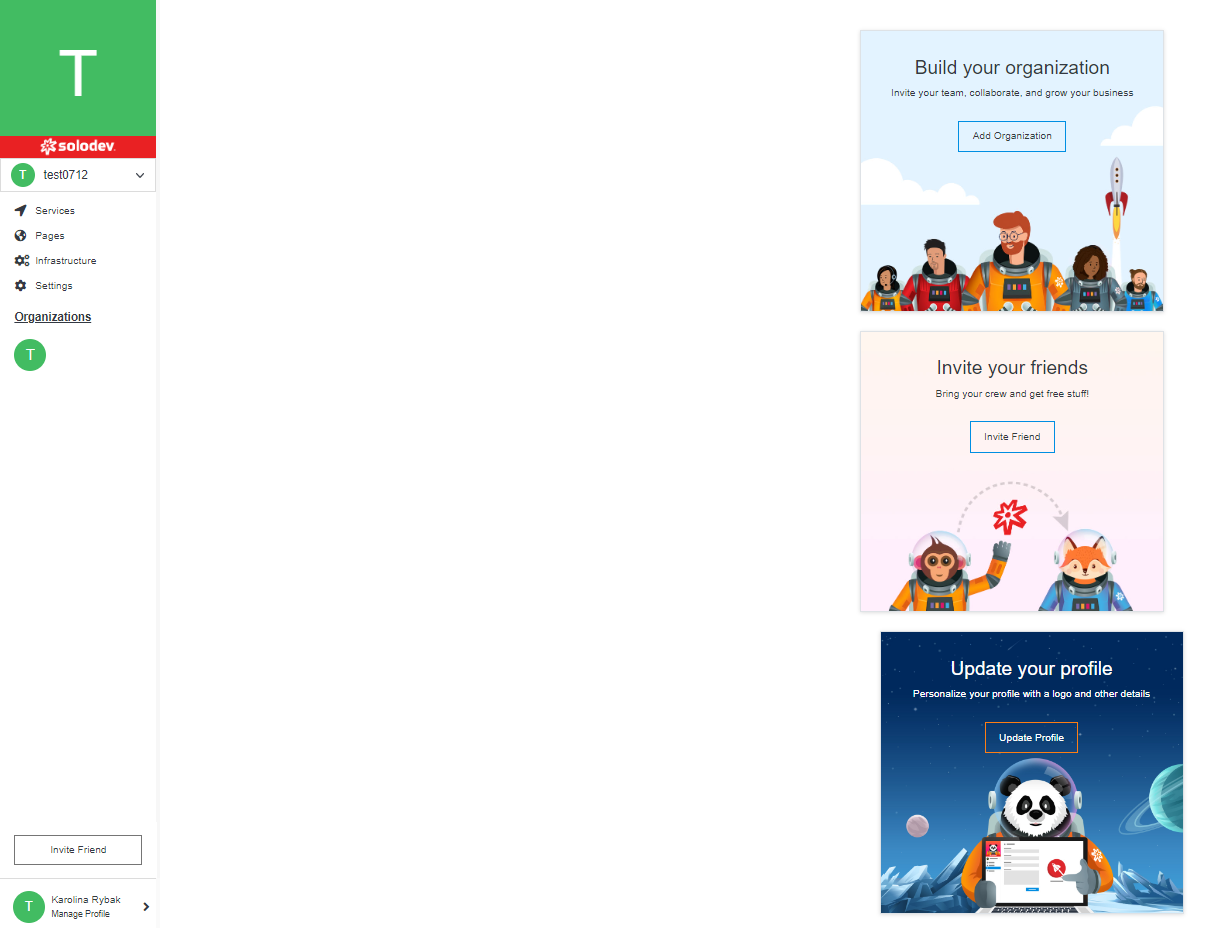 T
solodev
T test0712
Services
Pages
Infrastructure
Settings
Organizations
T
Invite Friend
T Karolina Rybak
Manage Profile
Build your organization
Invite your team, collaborate, and grow your business
Add Organization
Invite your friends
Bring your crew and get free stuff!
Invite Friend
Update your profile
Personalize your profile with a logo and other details
Update Profile